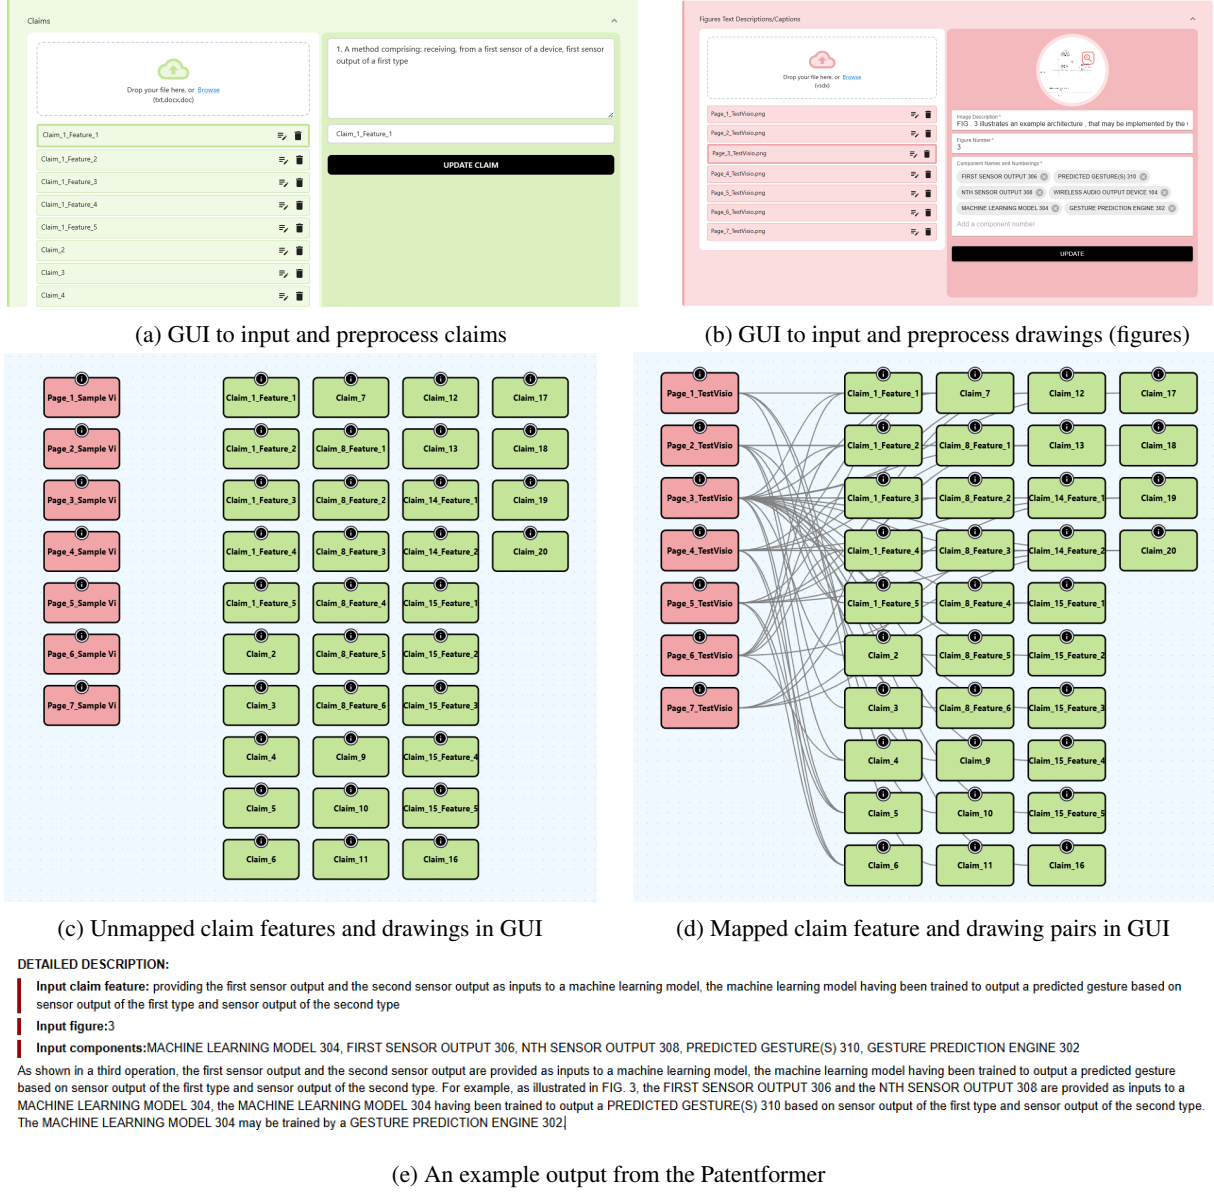 Claims
Drop your file here, or Browse
(txt,docx,doc)
Claim_1_Feature_1
Claim_1_Feature_2
Claim_1_Feature_3
Claim_1_Feature_4
Claim_1_Feature_5
Claim_2
Claim_3
Claim_4
1. A method comprising: receiving, from a first sensor of a device, first sensor
output of a first type
Claim_1_Feature_1
UPDATE CLAIM
(a) GUI to input and preprocess claims
Figures Text Descriptions/Captions
Drop your file here, or Browse
(vsdx)
Page_1_TestVisio.png
Page_2_TestVisio.png
Page_3_TestVisio.png
Page_4_TestVisio.png
Page_5_TestVisio.png
Page_6_TestVisio.png
Page_7_TestVisio.png
Image Description *
FIG 3 illustrates an example architecture , that may be implemented by the
Figure Number *
3
Component Names and Numberings *
FIRST SENSOR OUTPUT 306 PREDICTED GESTURE(S) 310
NTH SENSOR OUTPUT 308 WIRELESS AUDIO OUTPUT DEVICE 104
MACHINE LEARNING MODEL 304 GESTURE PREDICTION ENGINE 302
Add a component number
UPDATE
(b) GUI to input and preprocess drawings (figures)
Page_1_Sample Vi Claim_1_Feature_1 Claim_7 Claim_12 Claim_17
Page_2_Sample Vi Claim_1_Feature_2 Claim_8_Feature_1 Claim_13 Claim_18
Page_3_Sample Vi Claim_1_Feature_3 Claim_8_Feature_2 Claim_14_Feature_1 Claim_19
Page_4_Sample Vi Claim_1_Feature_4 Claim_8_Feature_3 Claim_14_Feature_2 Claim_20
Page_5_Sample Vi Claim_1_Feature_5 Claim_8_Feature_4 Claim_15_Feature_1
Page_6_Sample Vi Claim_2 Claim_8_Feature_5 Claim_15_Feature_2
Page_7_Sample Vi Claim_3 Claim_8_Feature_6 Claim_15_Feature_3
Claim_4 Claim_9 Claim_15_Feature_4
Claim_5 Claim_10 Claim_15_Feature_5
Claim_6 Claim_11 Claim_16
(c) Unmapped claim features and drawings in GUI
Page_1_TestVisio Claim_1_Feature_1 Claim_7 Claim_12 Claim_17
Page_2_TestVisio Claim_1_Feature_2 Claim_8_Feature_1 Claim_13 Claim_18
Page_3_TestVisio Claim_1_Feature_3 Claim_8_Feature_2 Claim_14_Feature_1 Claim_19
Page_4_TestVisio Claim_1_Feature_4 Claim_8_Feature_3 Claim_14_Feature_2 Claim_20
Page_5_TestVisio Claim_1_Feature_5 Claim_8_Feature_4 Claim_15_Feature_1
Page_6_TestVisio Claim_2 Claim_8_Feature_5 Claim_15_Feature_2
Page_7_TestVisio Claim_3 Claim_8_Feature_6 Claim_15_Feature_3
Claim_4 Claim_9 Claim_15_Feature_4
Claim_5 Claim_10 Claim_15_Feature_5
Claim_6 Claim_11 Claim_16
(d) Mapped claim feature and drawing pairs in GUI
DETAILED DESCRIPTION:
Input claim feature: providing the first sensor output and the second sensor output as inputs to a machine learning model, the machine learning model having been trained to output a predicted gesture based on
sensor output of the first type and sensor output of the second type
Input figure:3
Input components:MACHINE LEARNING MODEL 304, FIRST SENSOR OUTPUT 306, NTH SENSOR OUTPUT 308, PREDICTED GESTURE(S) 310, GESTURE PREDICTION ENGINE 302
As shown in a third operation, the first sensor output and the second sensor output are provided as inputs to a machine learning model, the machine learning model having been trained to output a predicted gesture
based on sensor output of the first type and sensor output of the second type. For example, as illustrated in FIG. 3, the FIRST SENSOR OUTPUT 306 and the NTH SENSOR OUTPUT 308 are provided as inputs to a
MACHINE LEARNING MODEL 304, the MACHINE LEARNING MODEL 304 having been trained to output a PREDICTED GESTURE(S) 310 based on sensor output of the first type and sensor output of the second type.
The MACHINE LEARNING MODEL 304 may be trained by a GESTURE PREDICTION ENGINE 302
(e) An example output from the Patentformer